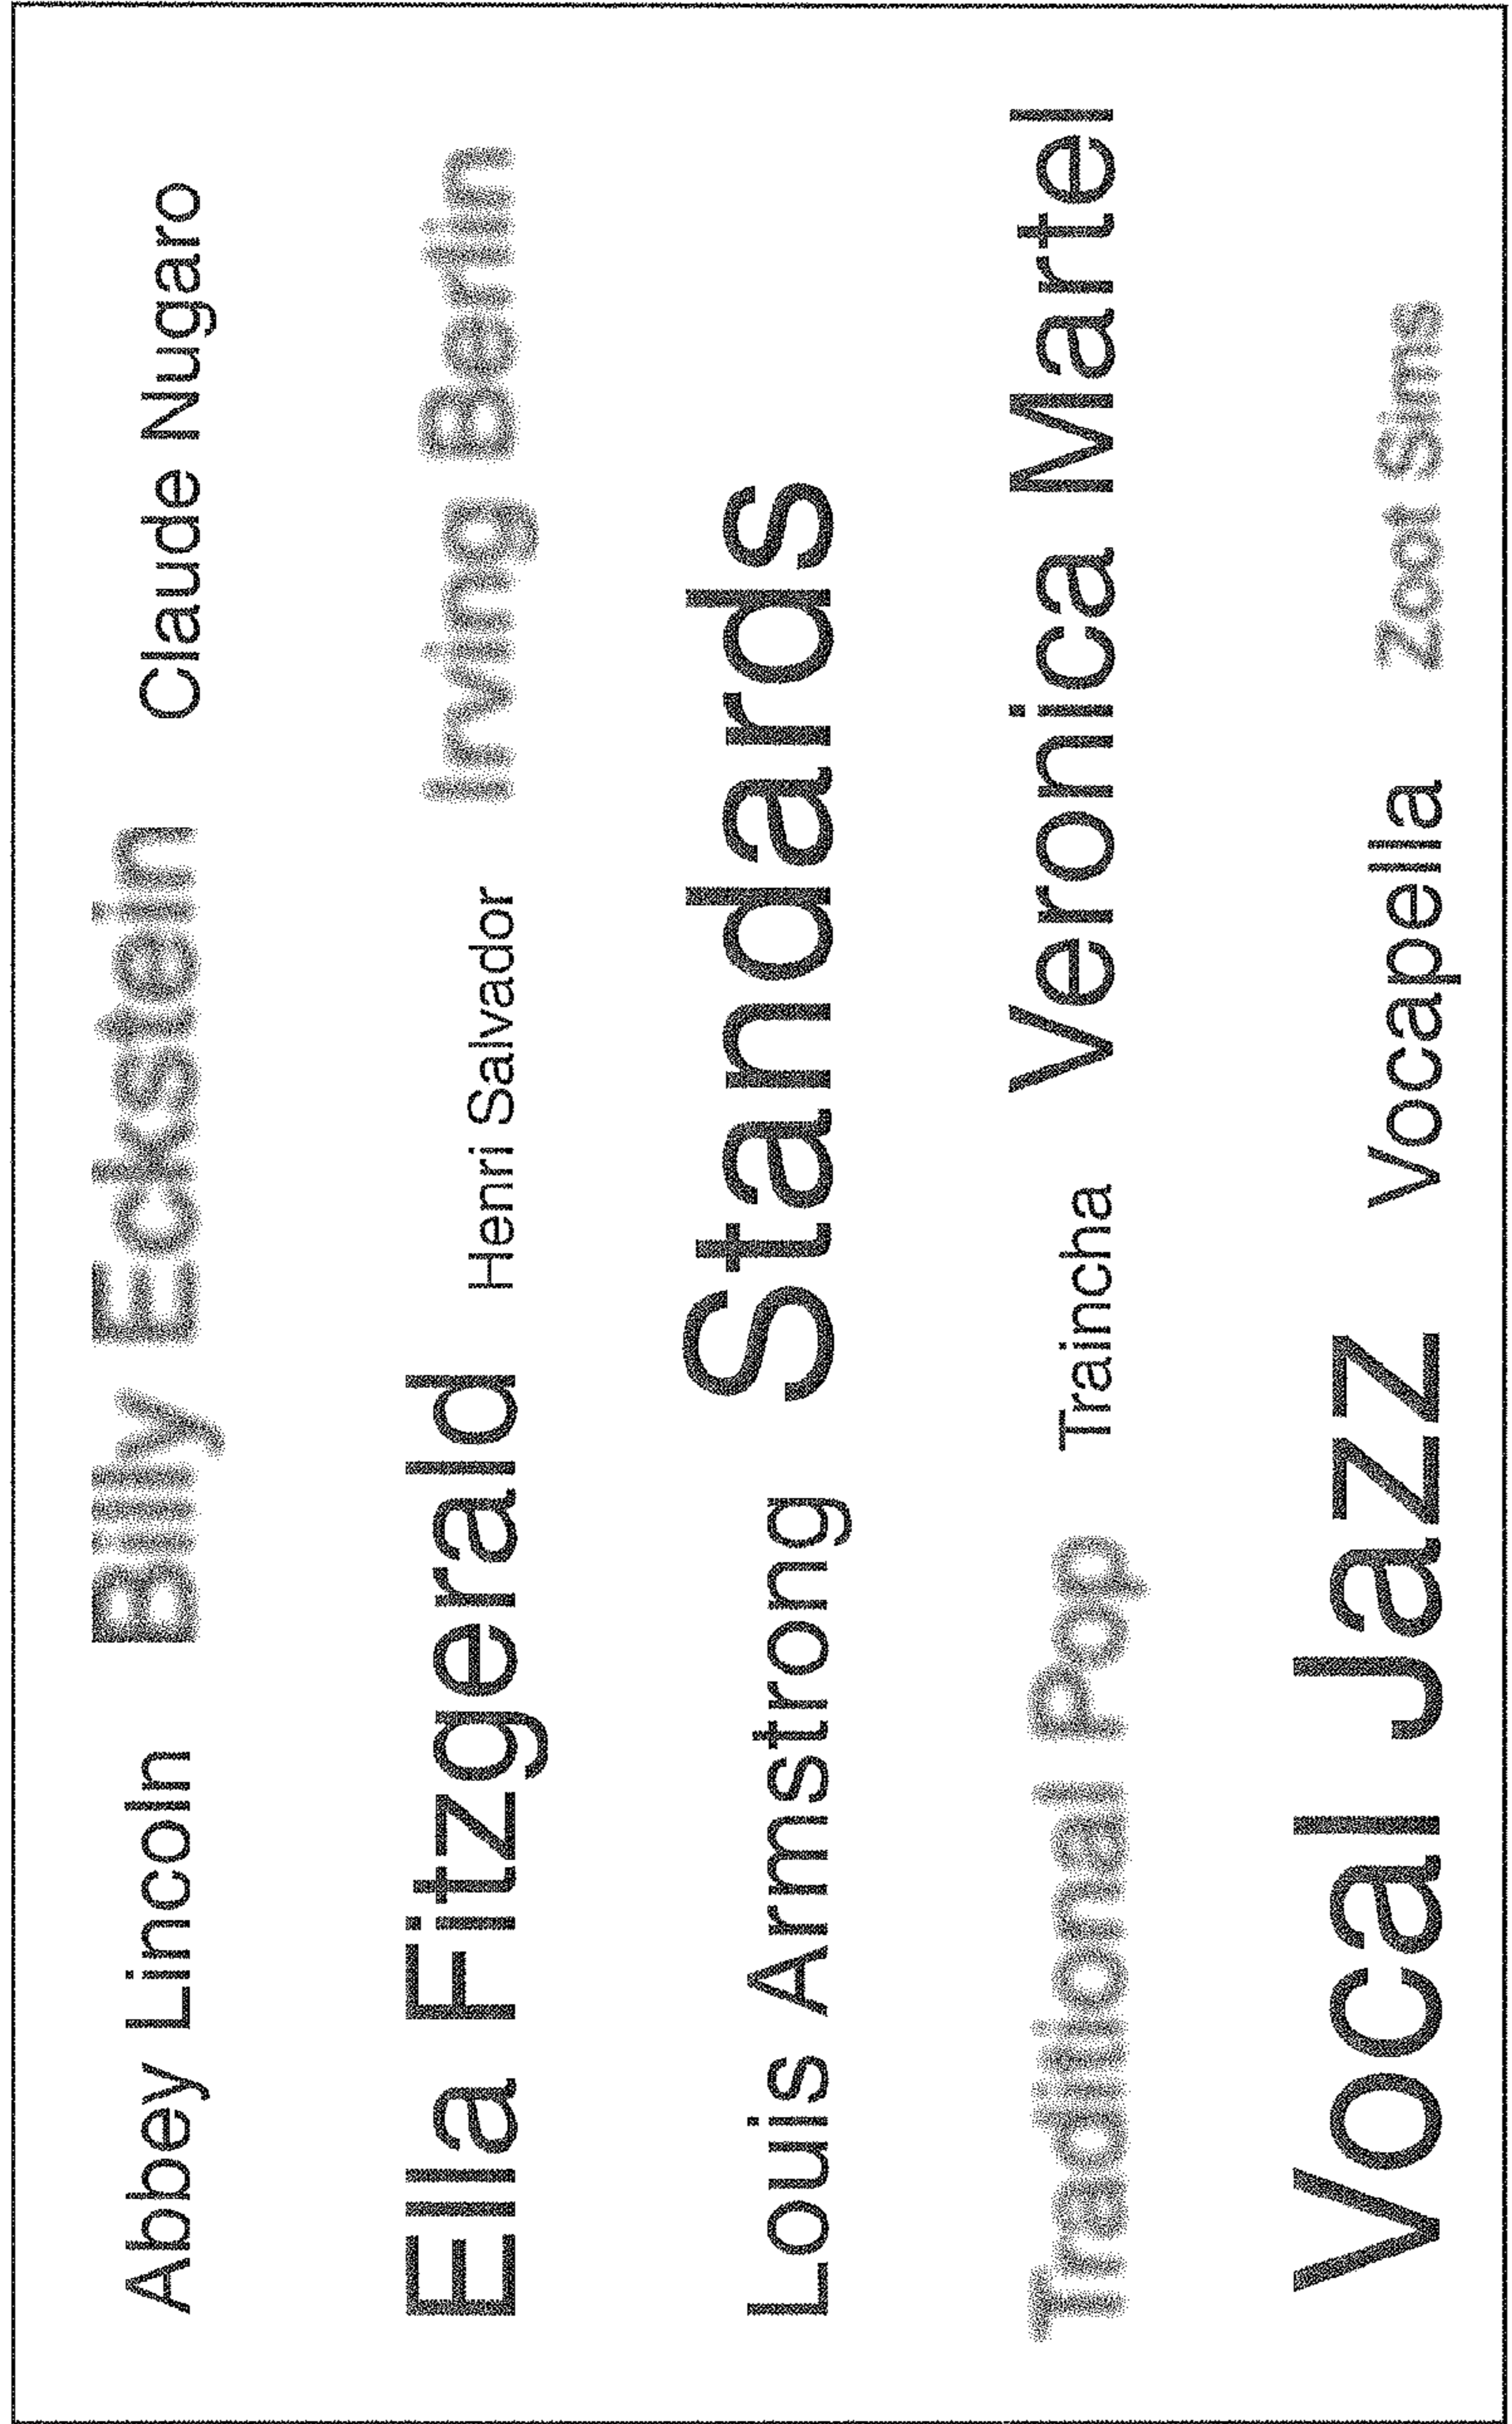 Abbey Lincoln Billy Eckstein Claude Nugaro
Ella Fitzgerald Henri Salvador Irving Berlin
Louis Armstrong Standards
Traditional Pop Traincha Veronica Martel
Vocal Jazz Vocapella Zoot Sims